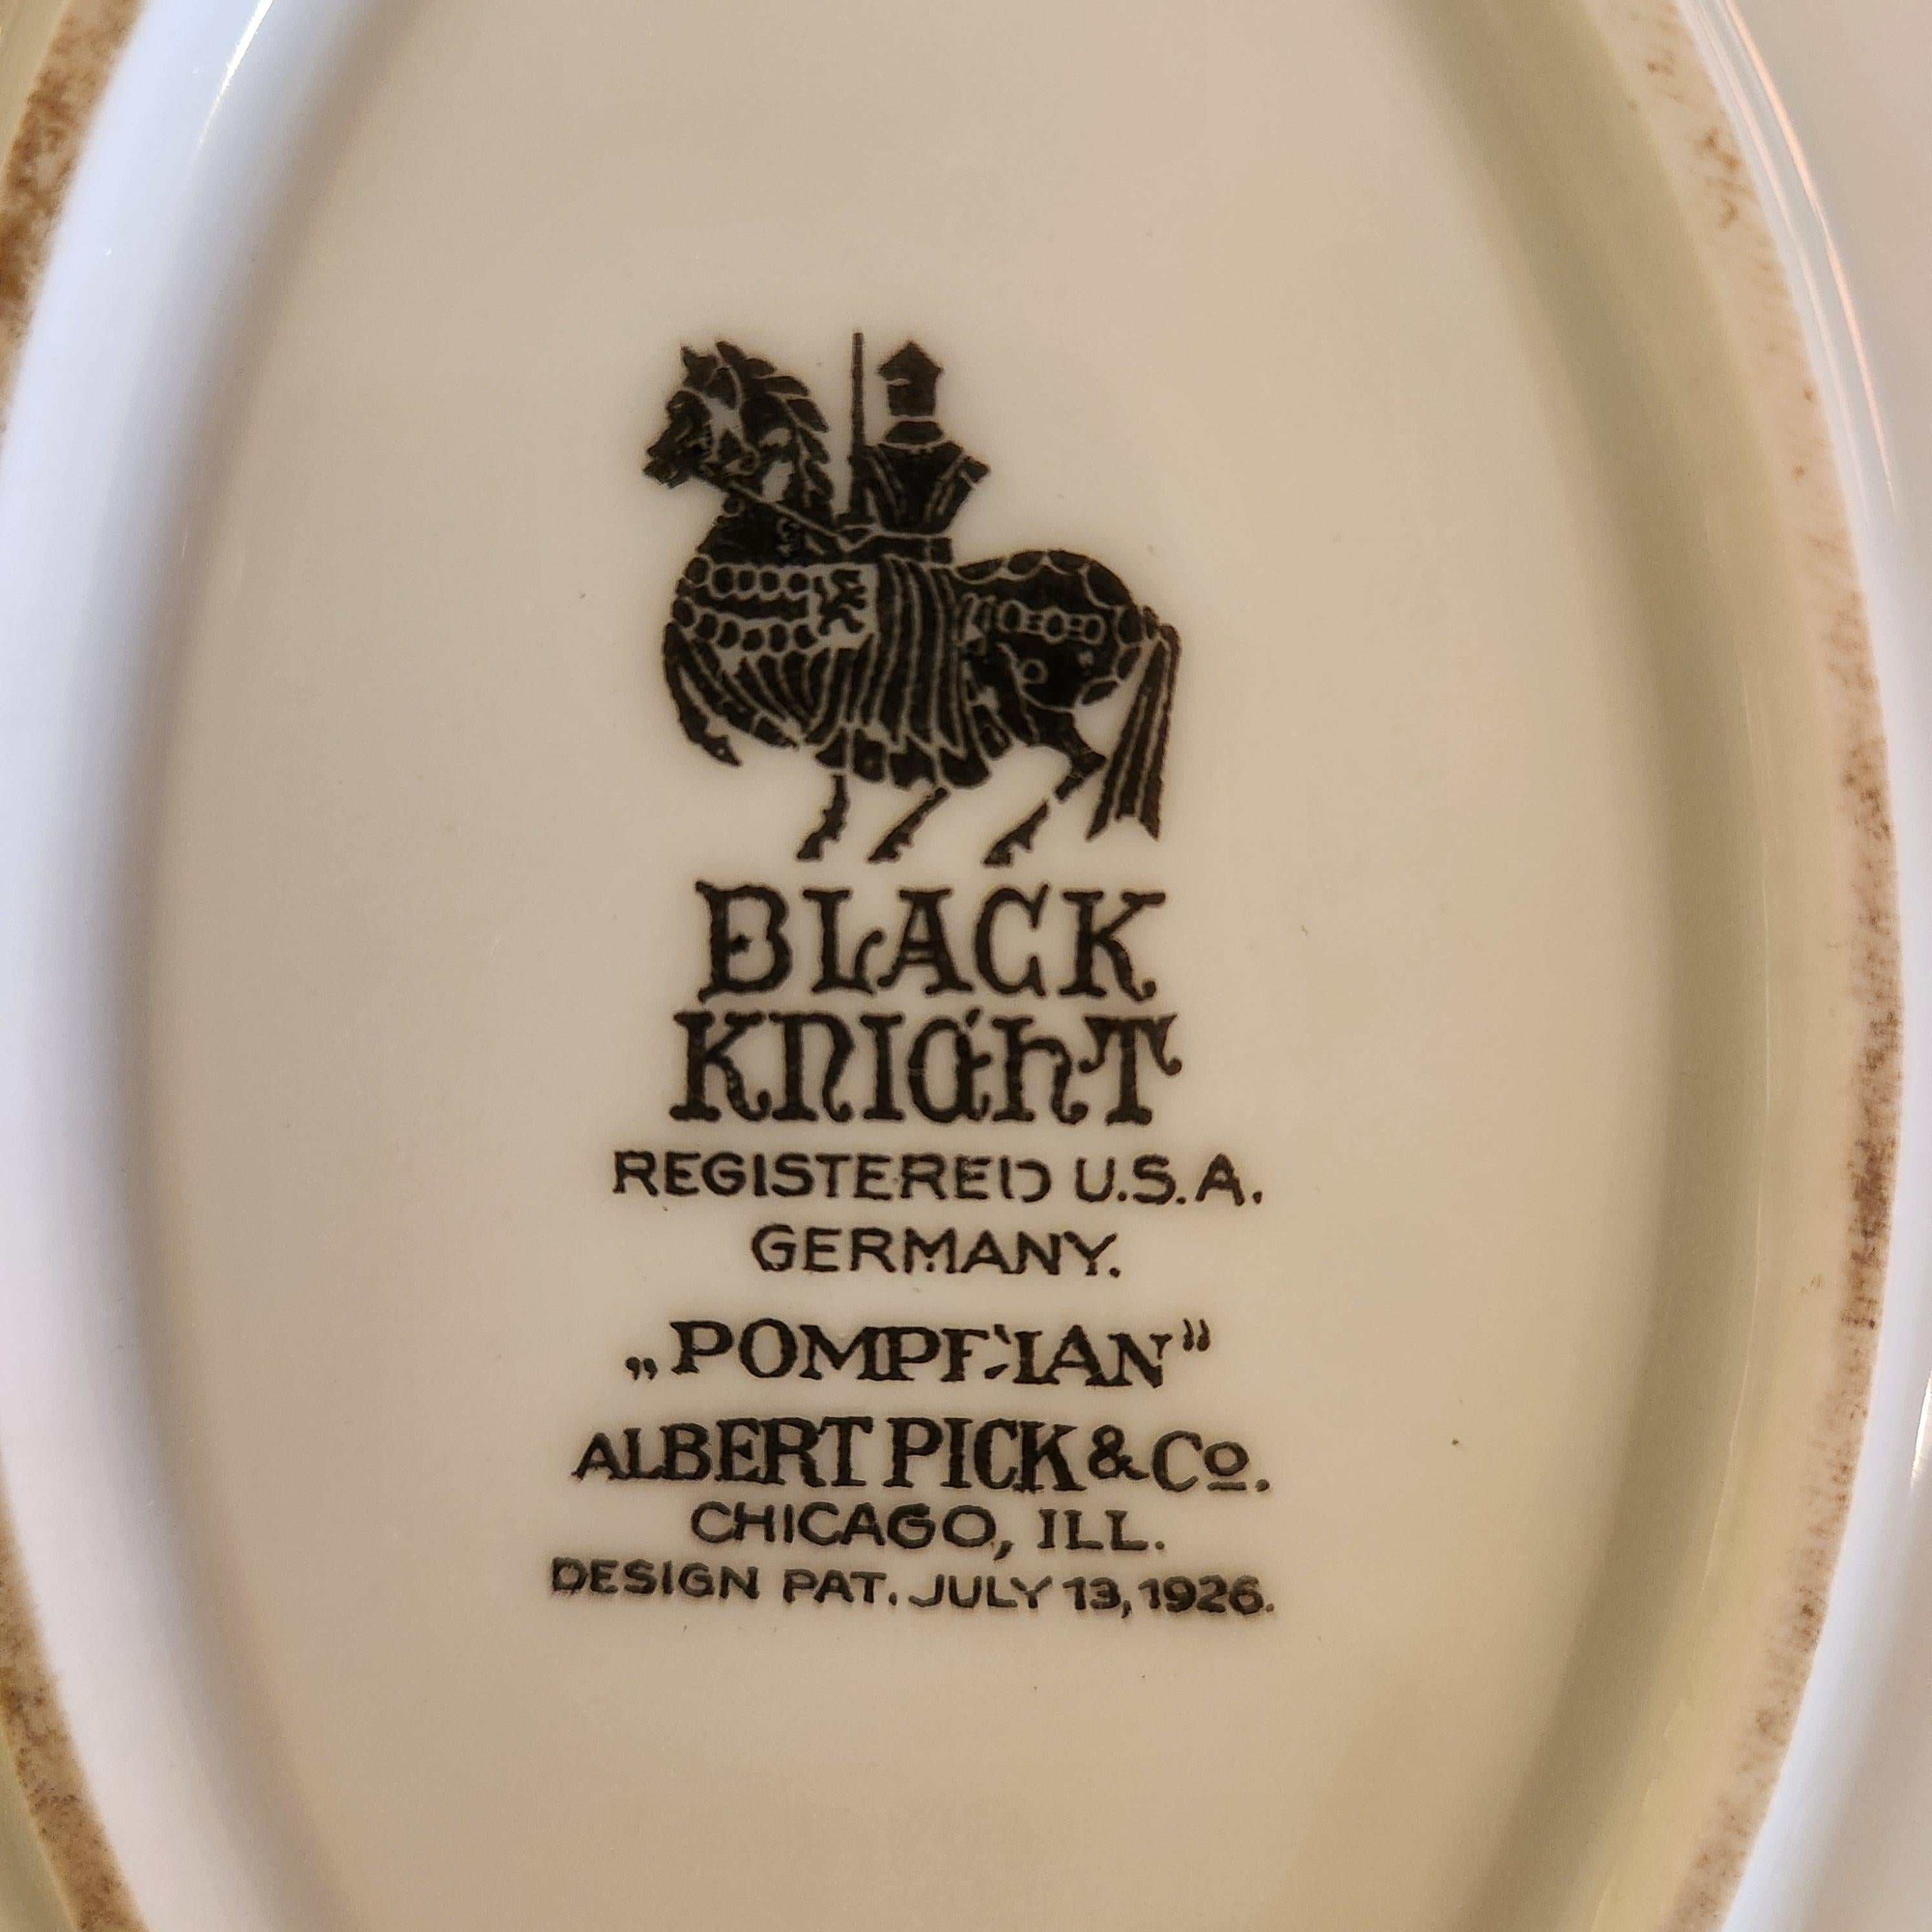 BLACK
KNIGHT
REGISTERED U.S.A.
GERMANY.
„POMPEIAN”
ALBERT PICK & Co.
CHICAGO, ILL.
DESIGN PAT. JULY 13, 1926.